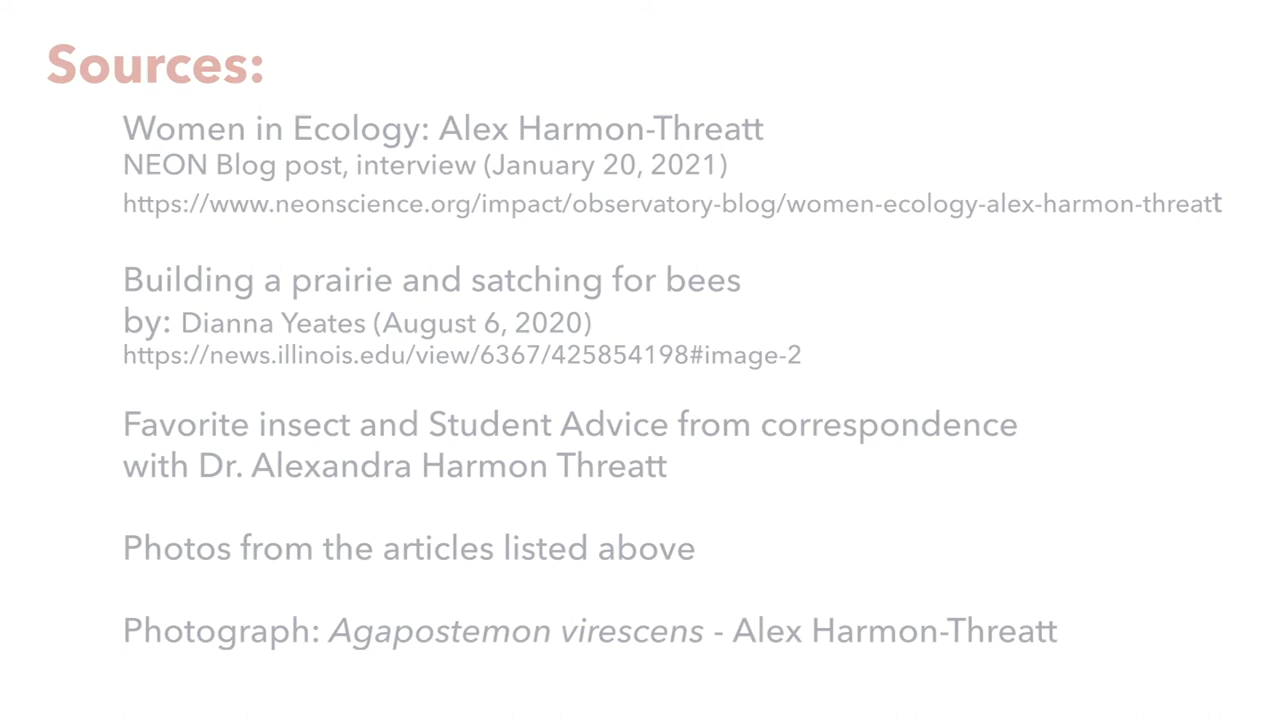 Sources:
Women in Ecology: Alex Harmon-Threatt
NEON Blog post, interview (January 20, 2021)
https://www.neonscience.org/impact/observatory-blog/women-ecology-alex-harmon-threatt
Building a prairie and satching for bees
by: Dianna Yeates (August 6, 2020)
https://news.illinois.edu/view/6367/425854198#image-2
Favorite insect and Student Advice from correspondence
with Dr. Alexandra Harmon Threatt
Photos from the articles listed above
Photograph: Agapostemon virescens - Alex Harmon-Threatt